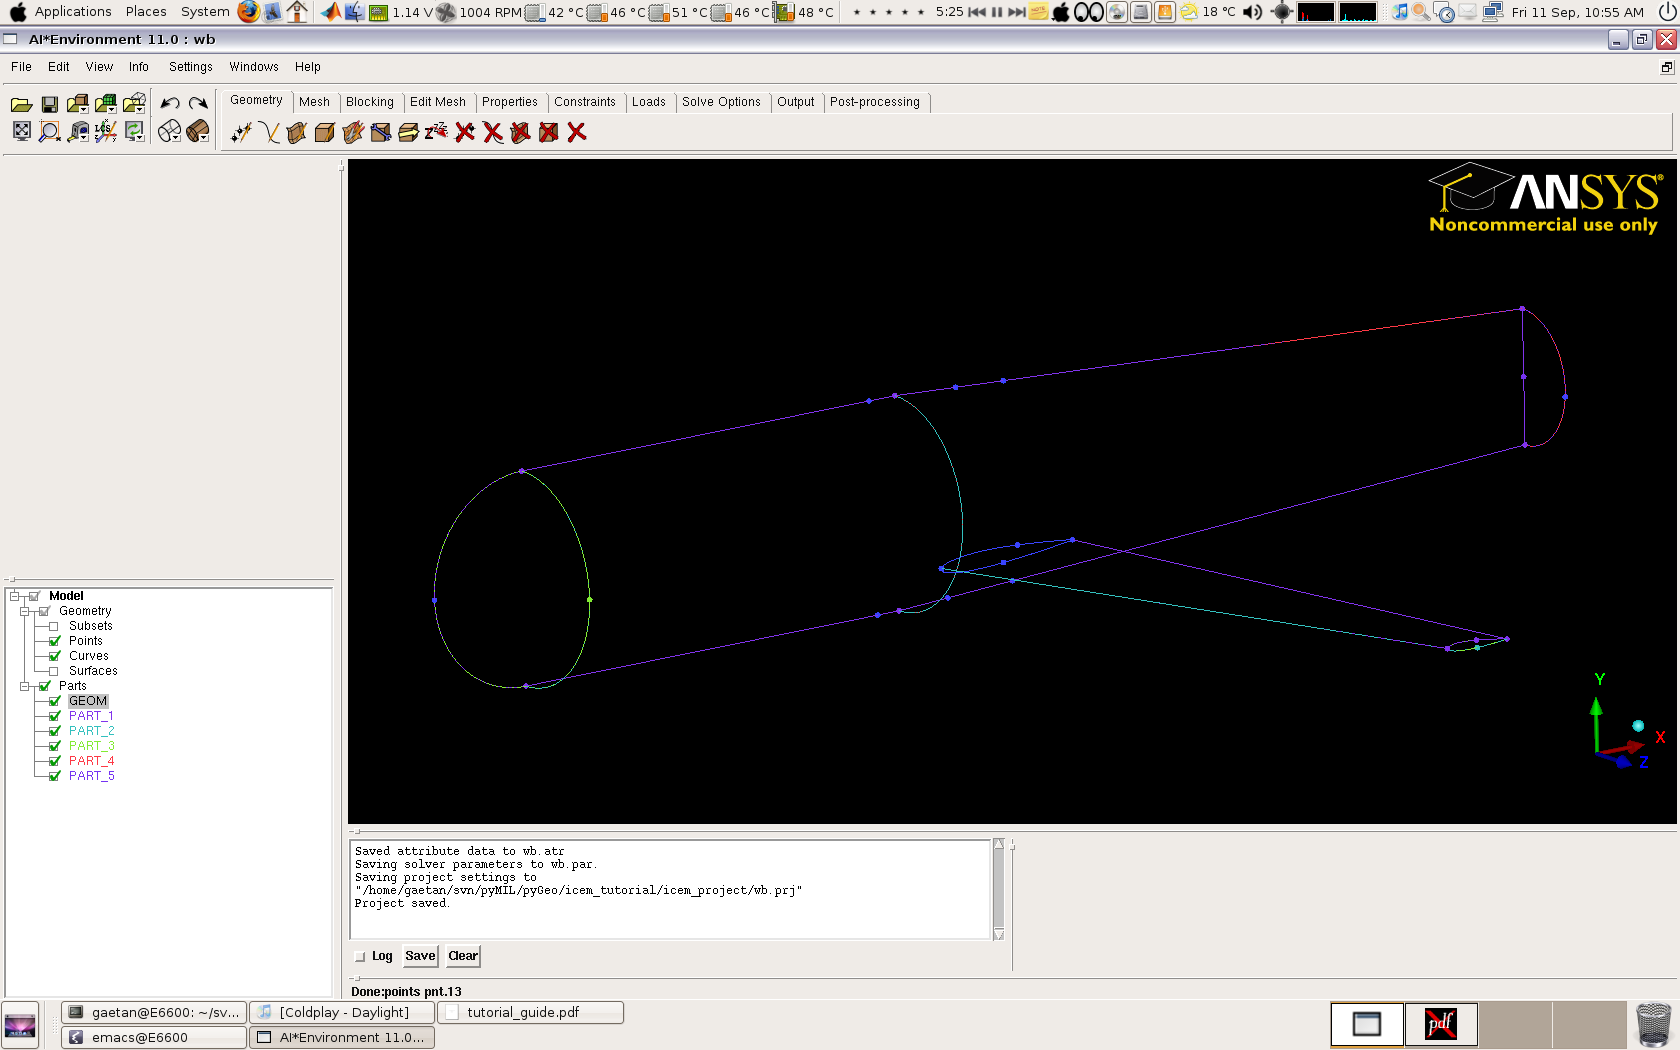 Applications Places System 1.14 V 1004 RPM 42 °C 46 °C 51 °C 46 °C 48 °C 5:25 18 °C Fri 11 Sep, 10:55 AM
AI*Environment 11.0 : wb
File Edit View Info Settings Windows Help
Geometry Mesh Blocking Edit Mesh Properties Constraints Loads Solve Options Output Post-processing
LCS
ANSYS®
Noncommercial use only
Model
Geometry
Subsets
Points
Curves
Surfaces
Parts
GEOM
PART_1
PART_2
PART_3
PART_4
PART_5
Y
X
Z
Saved attribute data to wb.atr
Saving solver parameters to wb.par.
Saving project settings to
"/home/gaetan/svn/pyMIL/pyGeo/icem_tutorial/icem_project/wb.prj"
Project saved.
Log Save Clear
Done:points pnt.13
gaetan@E6600: ~/sv... [Coldplay - Daylight] tutorial_guide.pdf
emacs@E6600 AI*Environment 11.0...
pdf